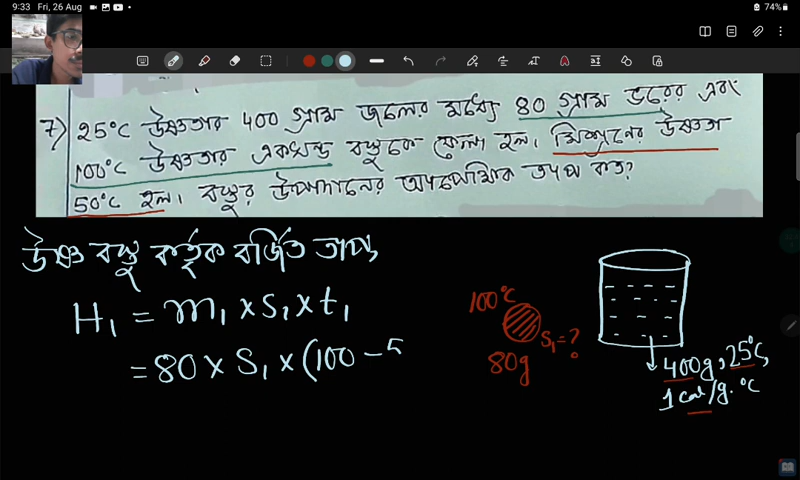 9:33 Fri, 26 Aug
74%
7) 25°C উষ্ণতার 400 গ্রাম জলের মধ্যে 80 গ্রাম ভরের এবং
100°C উষ্ণতার একখন্ড বস্তুকে ফেলা হল। মিশ্রনের উষ্ণতা
50°C হল। বস্তুর উপাদানের আপেক্ষিক তাপ কত?
উষ্ণ বস্তু কর্তৃক বর্জিত তাপ,
H₁ = m₁ × s₁ × t₁
= 80 × S₁ × (100 – 5
100°C
S₁ = ?
80g
400g, 25°C,
1 cal/g.°C